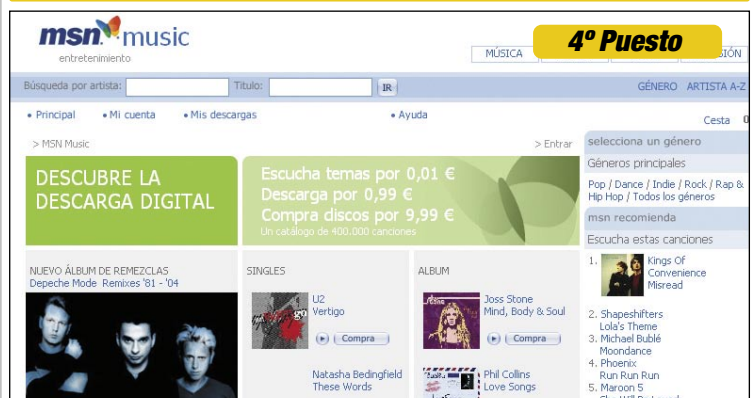 msn music
entretenimiento
MÚSICA
4º Puesto
Búsqueda por artista:
Título:
IR
GÉNERO ARTISTA A-Z
• Principal • Mi cuenta • Mis descargas • Ayuda
Cesta 0
> MSN Music
> Entrar
DESCUBRE LA
DESCARGA DIGITAL
Escucha temas por 0,01 €
Descarga por 0,99 €
Compra discos por 9,99 €
Un catálogo de 400.000 canciones
NUEVO ÁLBUM DE REMEZCLAS
Depeche Mode Remixes '81 - '04
SINGLES
U2
Vertigo
Compra
Natasha Bedingfield
These Words
ALBUM
Joss Stone
Mind, Body & Soul
Compra
Phil Collins
Love Songs
selecciona un género
Géneros principales
Pop / Dance / Indie / Rock / Rap &
Hip Hop / Todos los géneros
msn recomienda
Escucha estas canciones
1. Kings Of
Convenience
Misread
2. Shapeshifters
Lola's Theme
3. Michael Bublé
Moondance
4. Phoenix
Run Run Run
5. Maroon 5